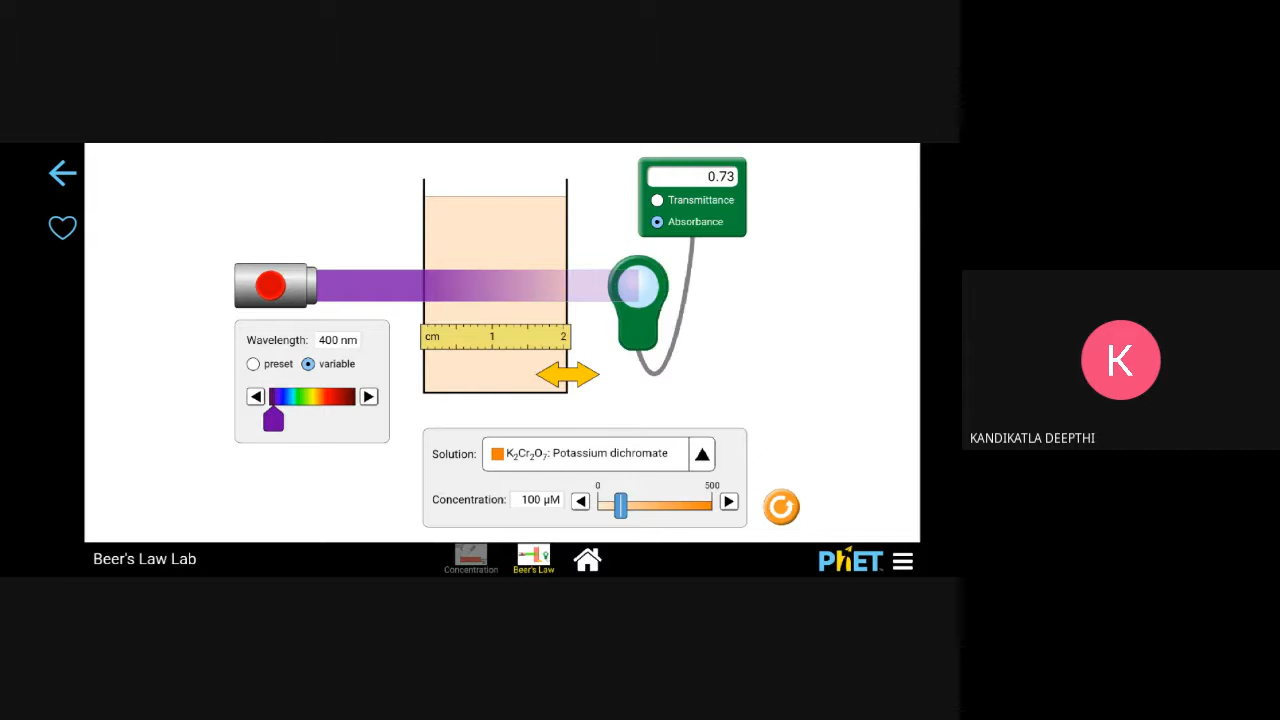 0.73
Transmittance
Absorbance
cm 1 2
Wavelength: 400 nm
preset variable
Solution: K₂Cr₂O₇: Potassium dichromate
0 500
Concentration: 100 µM
Beer's Law Lab
Concentration
Beer's Law
PhET
K
KANDIKATLA DEEPTHI